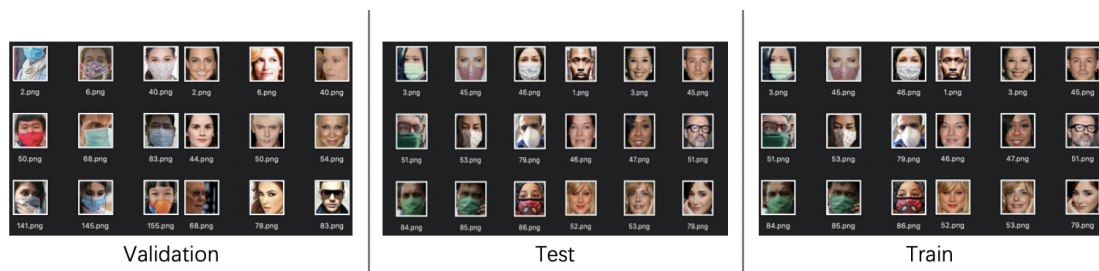 2.png 6.png 40.png 2.png 6.png 40.png
50.png 68.png 83.png 44.png 50.png 54.png
141.png 145.png 155.png 68.png 78.png 83.png
Validation
3.png 45.png 46.png 1.png 3.png 45.png
51.png 53.png 79.png 46.png 47.png 51.png
84.png 85.png 86.png 52.png 53.png 79.png
Test
3.png 45.png 46.png 1.png 3.png 45.png
51.png 53.png 79.png 46.png 47.png 51.png
84.png 85.png 86.png 52.png 53.png 79.png
Train